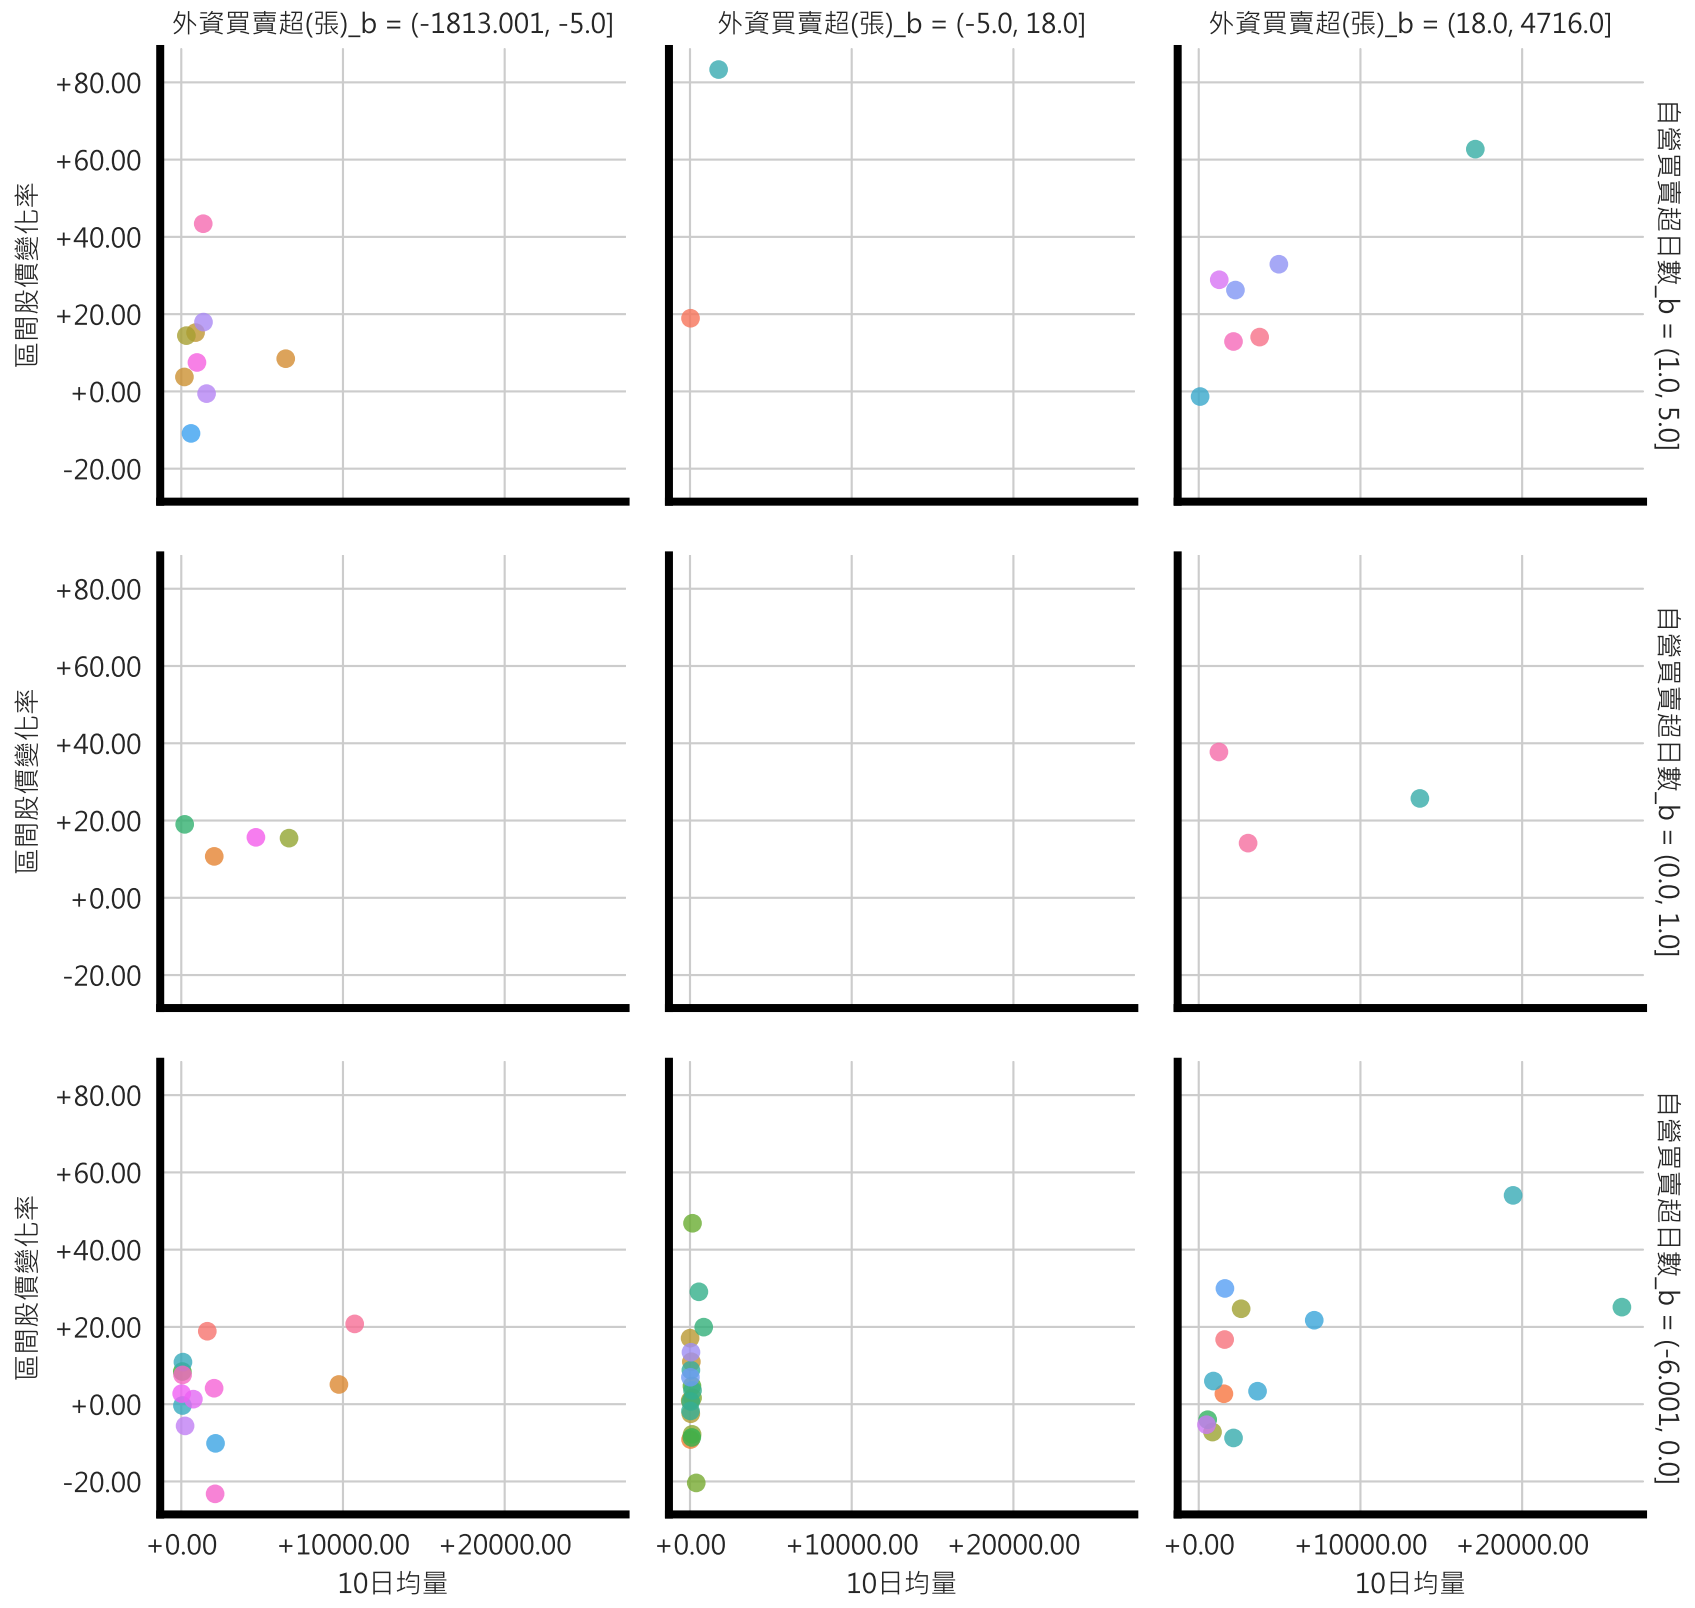 外資買賣超(張)_b = (-1813.001, -5.0]
外資買賣超(張)_b = (-5.0, 18.0]
外資買賣超(張)_b = (18.0, 4716.0]
+80.00
+60.00
+40.00
+20.00
+0.00
-20.00
區間股價變化率
自營買賣超日數_b = (1.0, 5.0]
+80.00
+60.00
+40.00
+20.00
+0.00
-20.00
區間股價變化率
自營買賣超日數_b = (0.0, 1.0]
+80.00
+60.00
+40.00
+20.00
+0.00
-20.00
區間股價變化率
自營買賣超日數_b = (-6.001, 0.0]
+0.00 +10000.00 +20000.00
+0.00 +10000.00 +20000.00
+0.00 +10000.00 +20000.00
10日均量
10日均量
10日均量